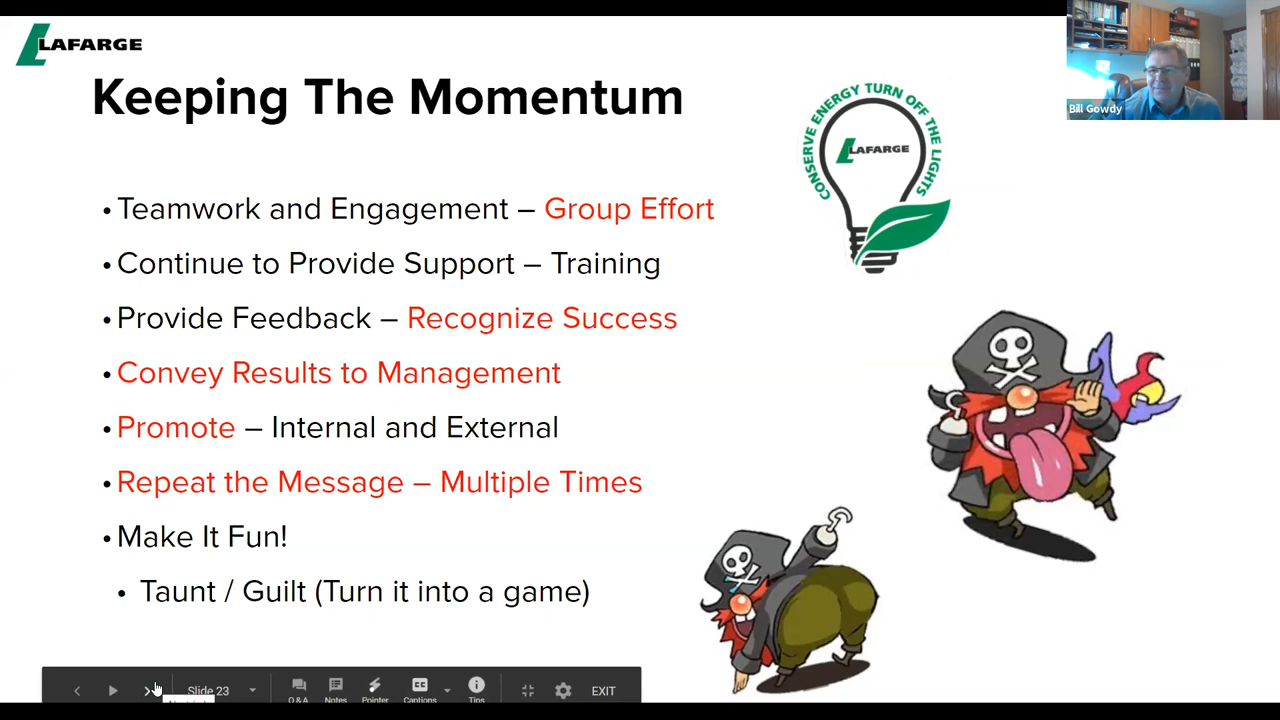 LAFARGE
Keeping The Momentum
Bill Gowdy
CONSERVE ENERGY TURN OFF THE LIGHTS
LAFARGE
• Teamwork and Engagement – Group Effort
• Continue to Provide Support – Training
• Provide Feedback – Recognize Success
• Convey Results to Management
• Promote – Internal and External
• Repeat the Message – Multiple Times
• Make It Fun!
• Taunt / Guilt (Turn it into a game)
Slide 23
Q & A
Notes
Pointer
Captions
Tips
EXIT